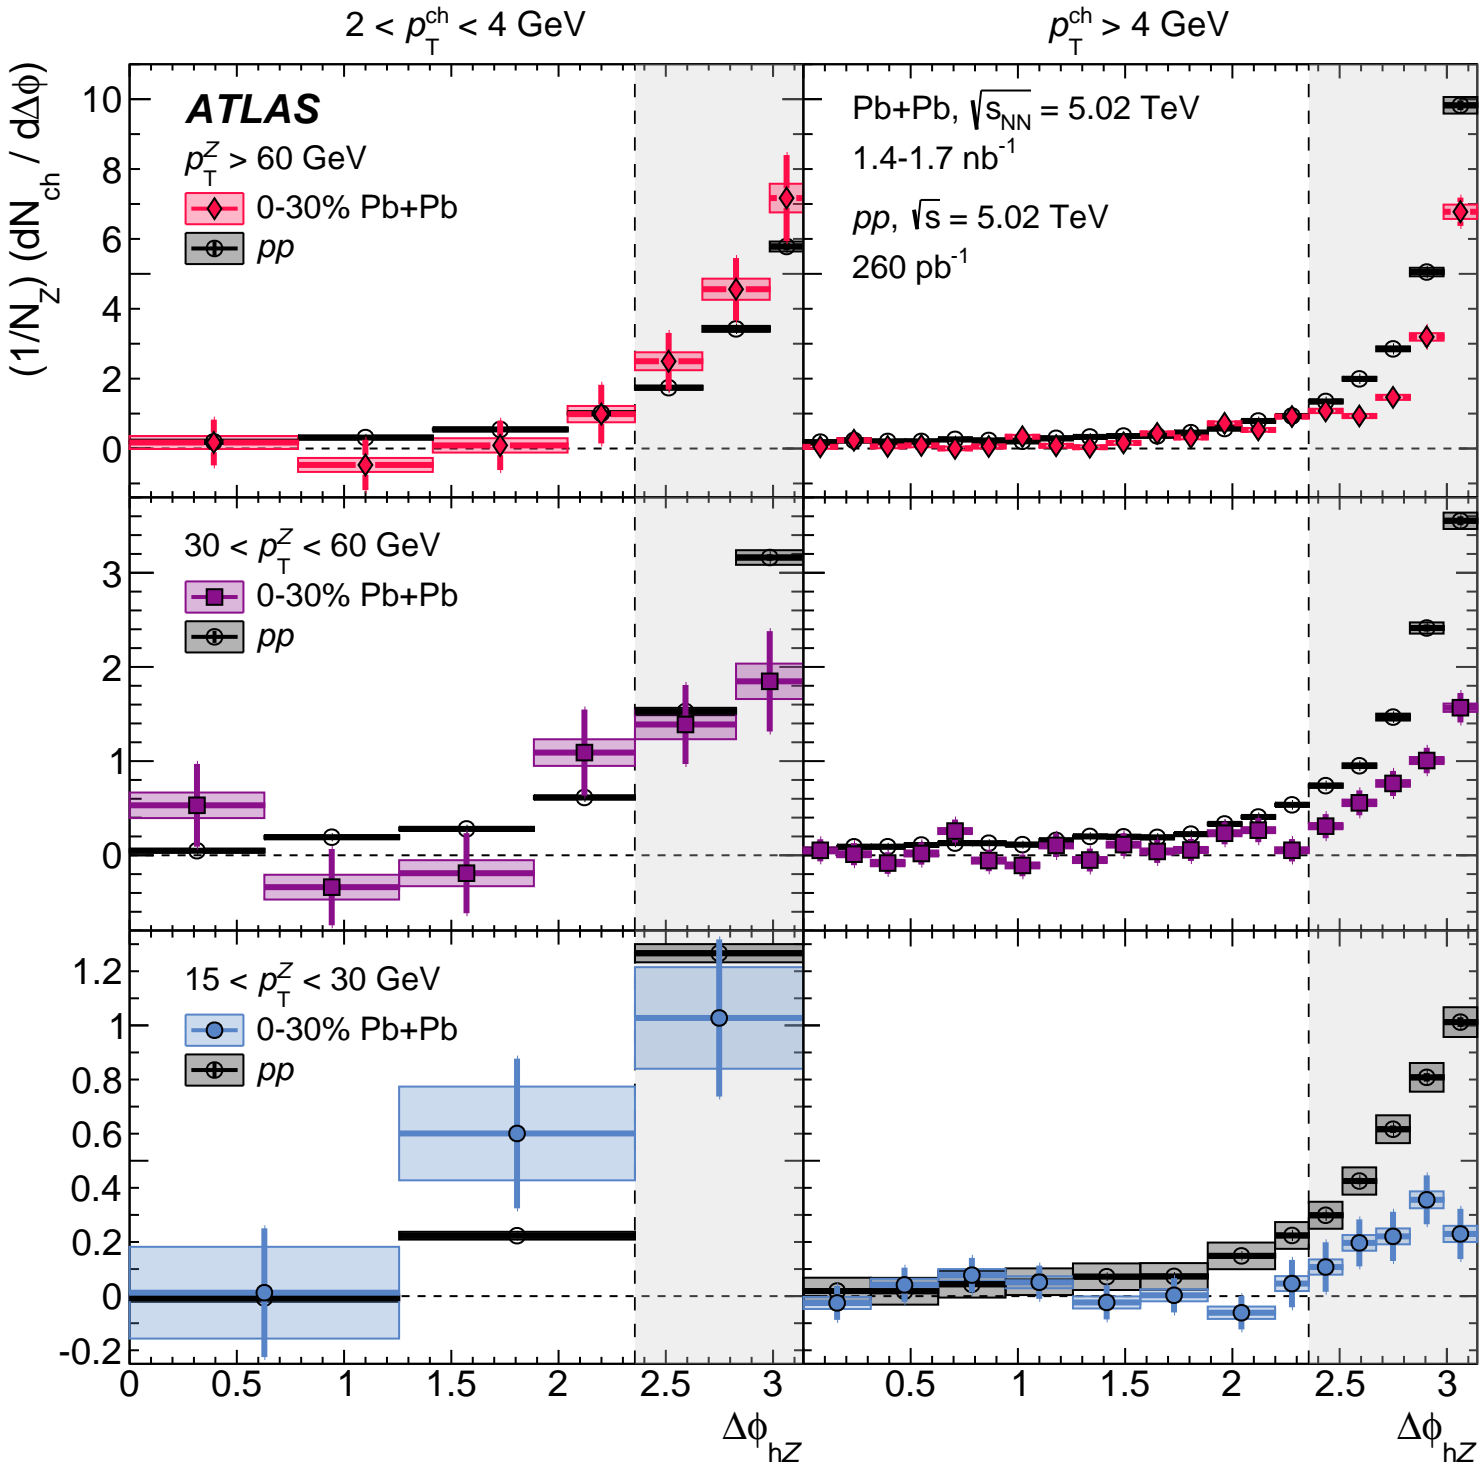 2 < p_T^ch < 4 GeV
p_T^ch > 4 GeV
(1/N_Z) (dN_ch / dΔϕ)
ATLAS
p_T^Z > 60 GeV
0-30% Pb+Pb
pp
10
8
6
4
2
0
Pb+Pb, √s_NN = 5.02 TeV
1.4-1.7 nb^-1
pp, √s = 5.02 TeV
260 pb^-1
30 < p_T^Z < 60 GeV
0-30% Pb+Pb
pp
3
2
1
0
15 < p_T^Z < 30 GeV
0-30% Pb+Pb
pp
1.2
1
0.8
0.6
0.4
0.2
0
-0.2
0 0.5 1 1.5 2 2.5 3
0.5 1 1.5 2 2.5 3
Δϕ_hZ
Δϕ_hZ